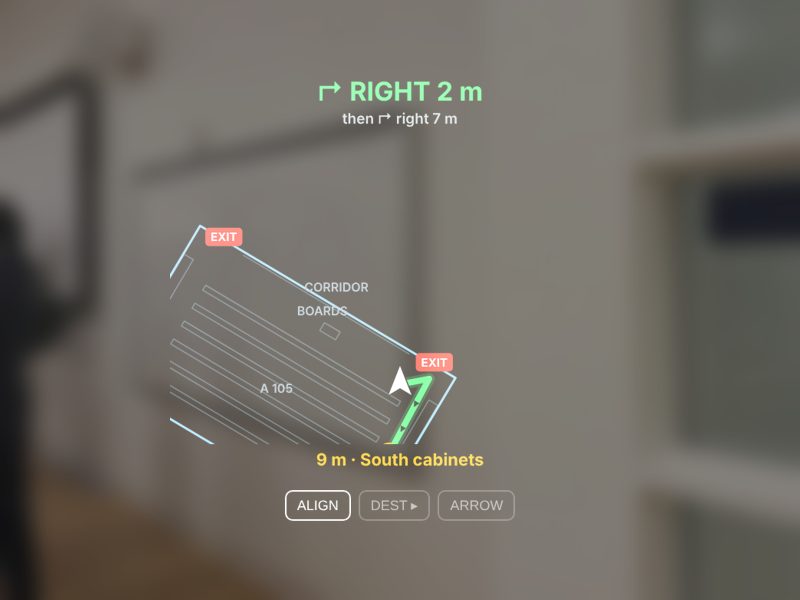 ↱ RIGHT 2 m
then ↱ right 7 m
EXIT
CORRIDOR
BOARDS
EXIT
A 105
9 m · South cabinets
ALIGN
DEST ▸
ARROW